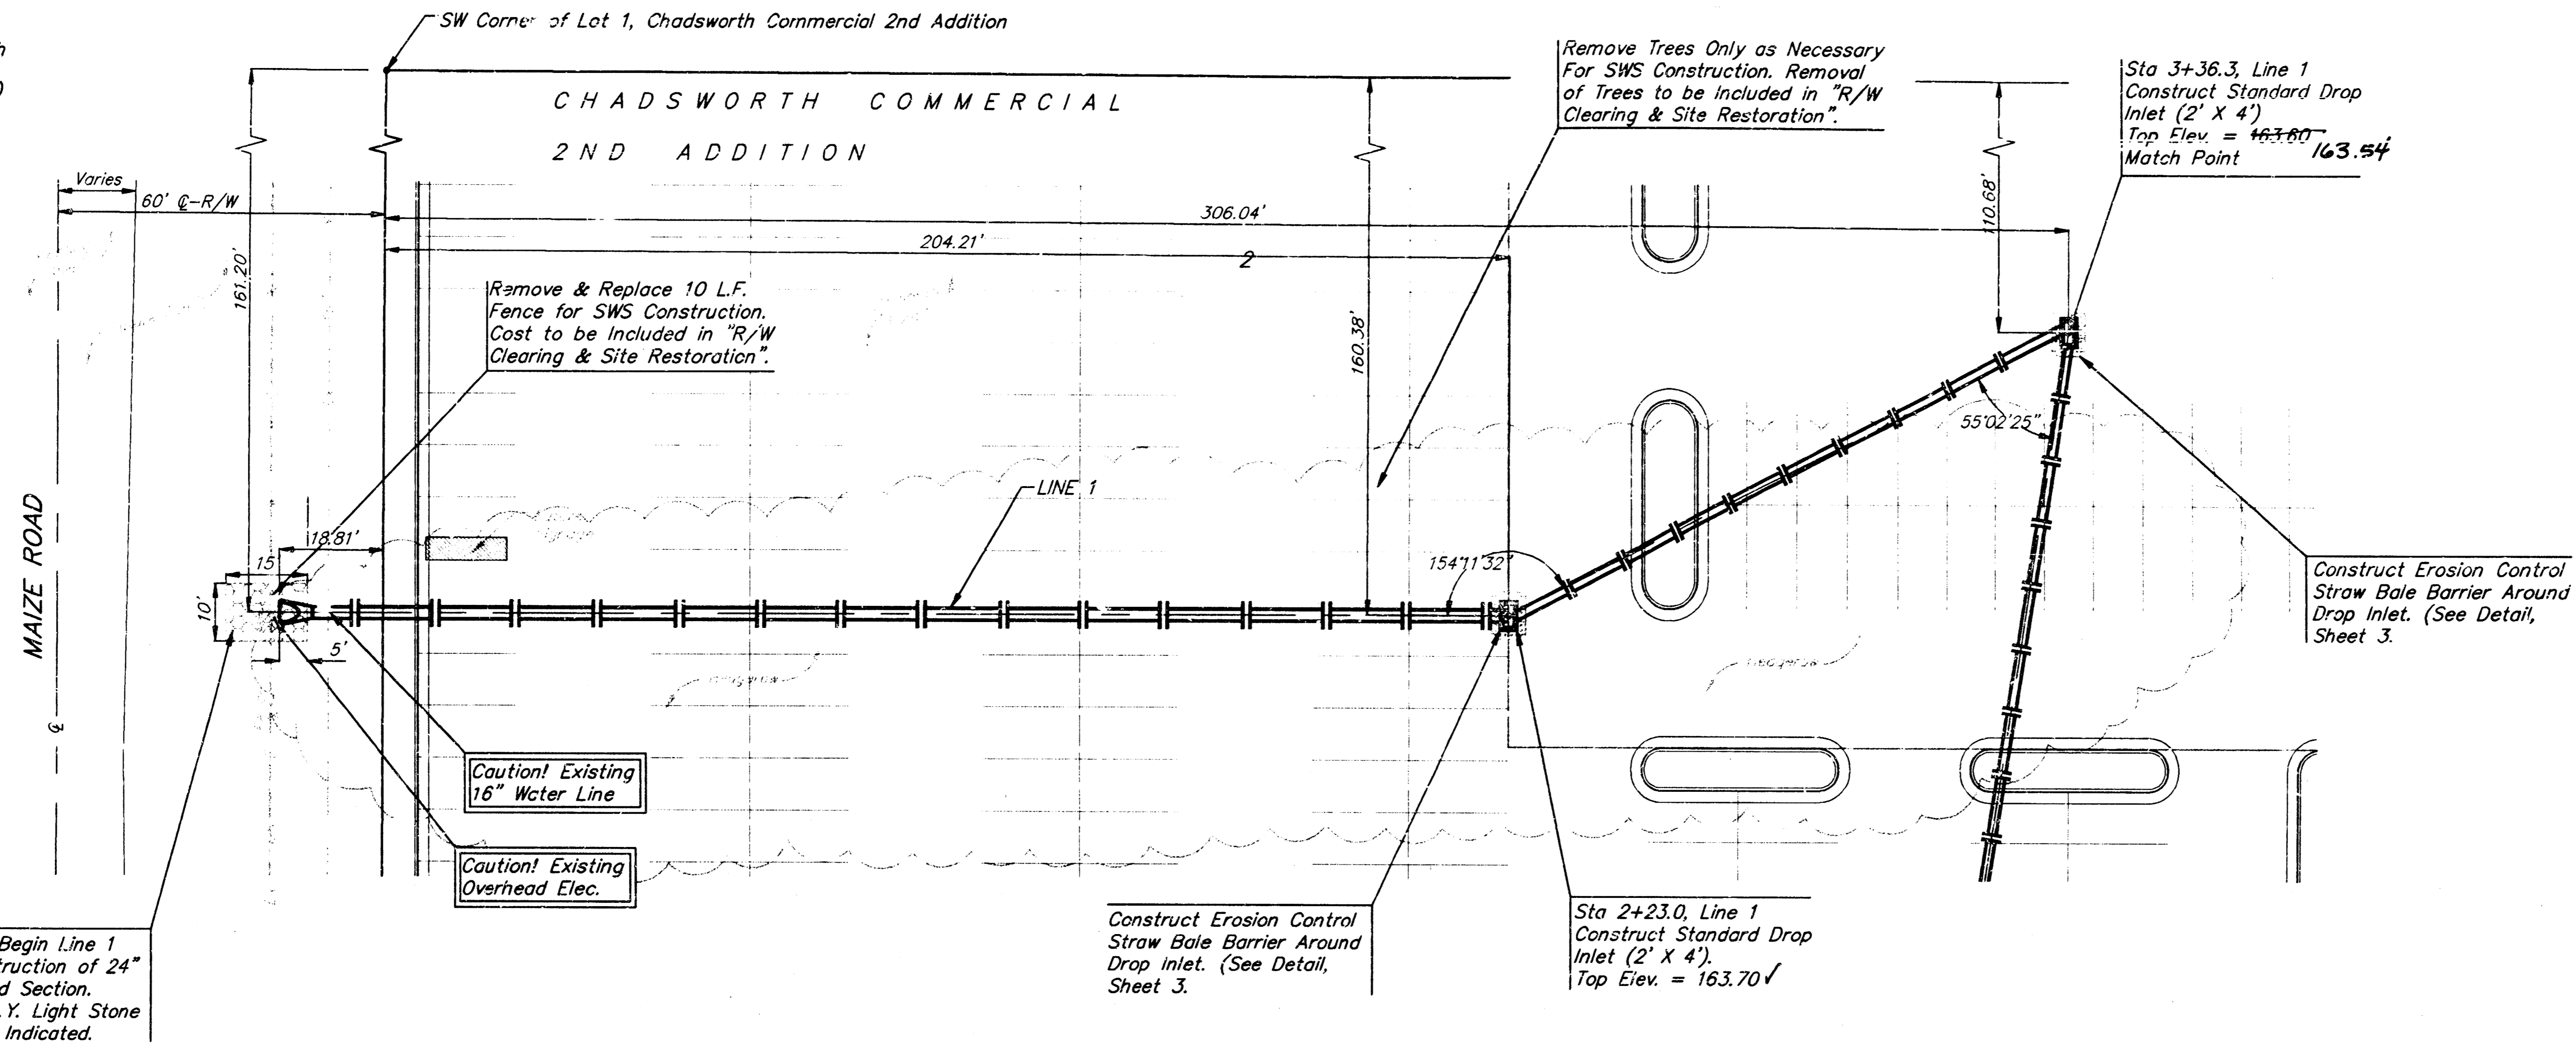 SW Corner of Lot 1, Chadsworth Commercial 2nd Addition
CHADSWORTH COMMERCIAL
2ND ADDITION
Remove Trees Only as Necessary
For SWS Construction. Removal
of Trees to be Included in "R/W
Clearing & Site Restoration".
Sta 3+36.3, Line 1
Construct Standard Drop
Inlet (2' X 4')
Top Elev. = 163.60
163.54
Match Point
Varies
60' ℄-R/W
306.04'
204.21'
2
161.20'
160.38'
110.68'
Remove & Replace 10 L.F.
Fence for SWS Construction.
Cost to be Included in "R/W
Clearing & Site Restoration".
LINE 1
55°02'25"
154°11'32"
MAIZE ROAD
℄
18.81'
15'
10'
5'
Construct Erosion Control
Straw Bale Barrier Around
Drop Inlet. (See Detail,
Sheet 3.
Caution! Existing
16" Water Line
Caution! Existing
Overhead Elec.
Begin Line 1
ruction of 24"
d Section.
.Y. Light Stone
Indicated.
Construct Erosion Control
Straw Bale Barrier Around
Drop Inlet. (See Detail,
Sheet 3.
Sta 2+23.0, Line 1
Construct Standard Drop
Inlet (2' X 4').
Top Elev. = 163.70 ✓